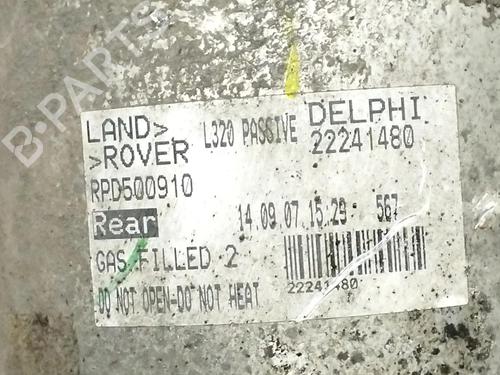 B-PARTS
LAND> L320 PASSIVE DELPHI
>ROVER 22241480
RPD500910
Rear 14.09.07 15:29 567
GAS FILLED 2
DO NOT OPEN-DO NOT HEAT 22241480